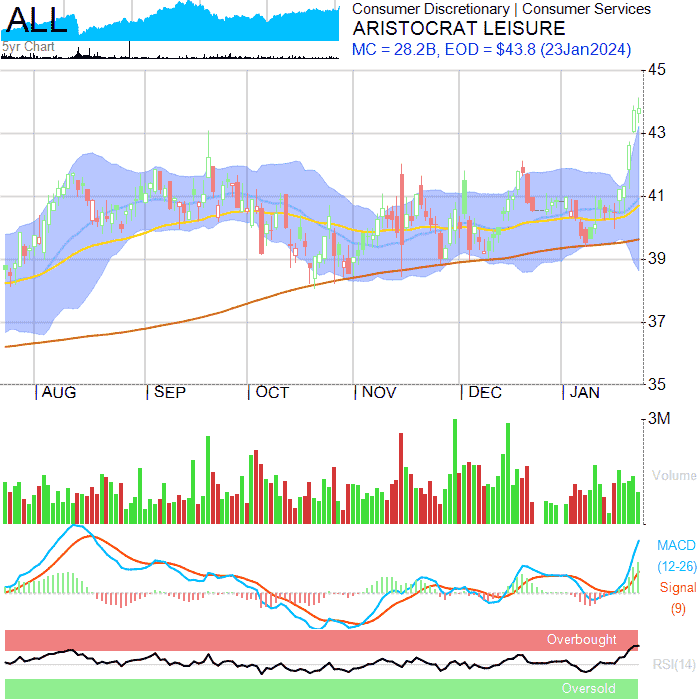 ALL
5yr Chart
Consumer Discretionary | Consumer Services
ARISTOCRAT LEISURE
MC = 28.2B, EOD = $43.8 (23Jan2024)
45
43
41
39
37
35
| AUG | SEP | OCT | NOV | DEC | JAN
3M
Volume
MACD
(12-26)
Signal
(9)
Overbought
RSI(14)
Oversold